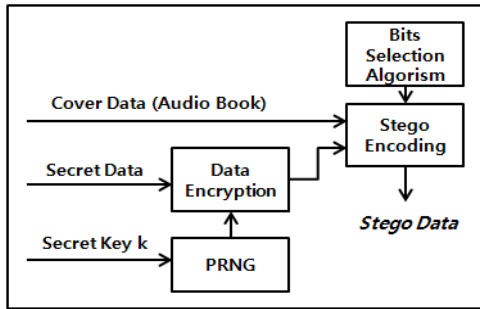 Bits
Selection
Algorism
Cover Data (Audio Book)
Stego
Encoding
Secret Data
Data
Encryption
Stego Data
Secret Key k
PRNG